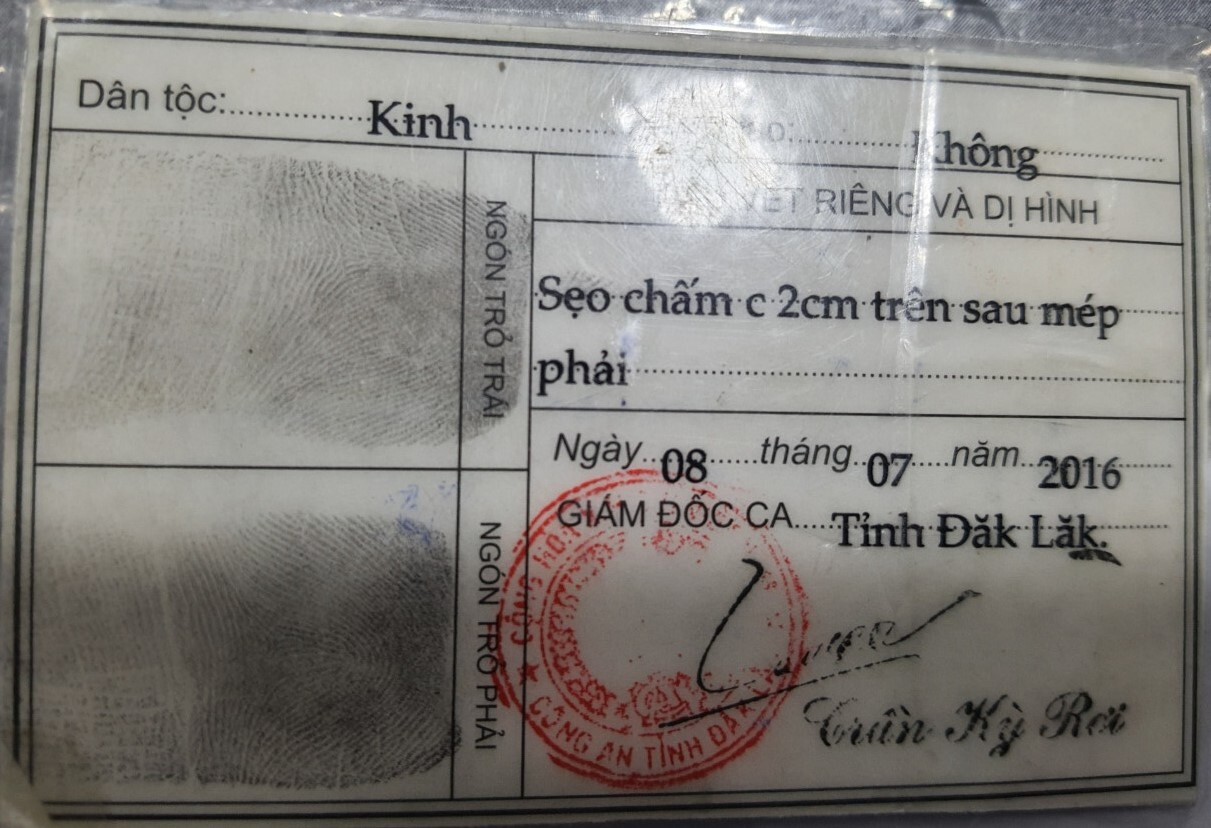 Dân tộc: Kinh Không
VẾT RIÊNG VÀ DỊ HÌNH
NGÓN TRỎ TRÁI
Sẹo chấm c 2cm trên sau mép
phải
Ngày 08 tháng 07 năm 2016
GIÁM ĐỐC CA Tỉnh Đăk Lăk.
NGÓN TRỎ PHẢI
CÔNG AN TỈNH ĐĂK LĂK
Trần Kỳ Rơi